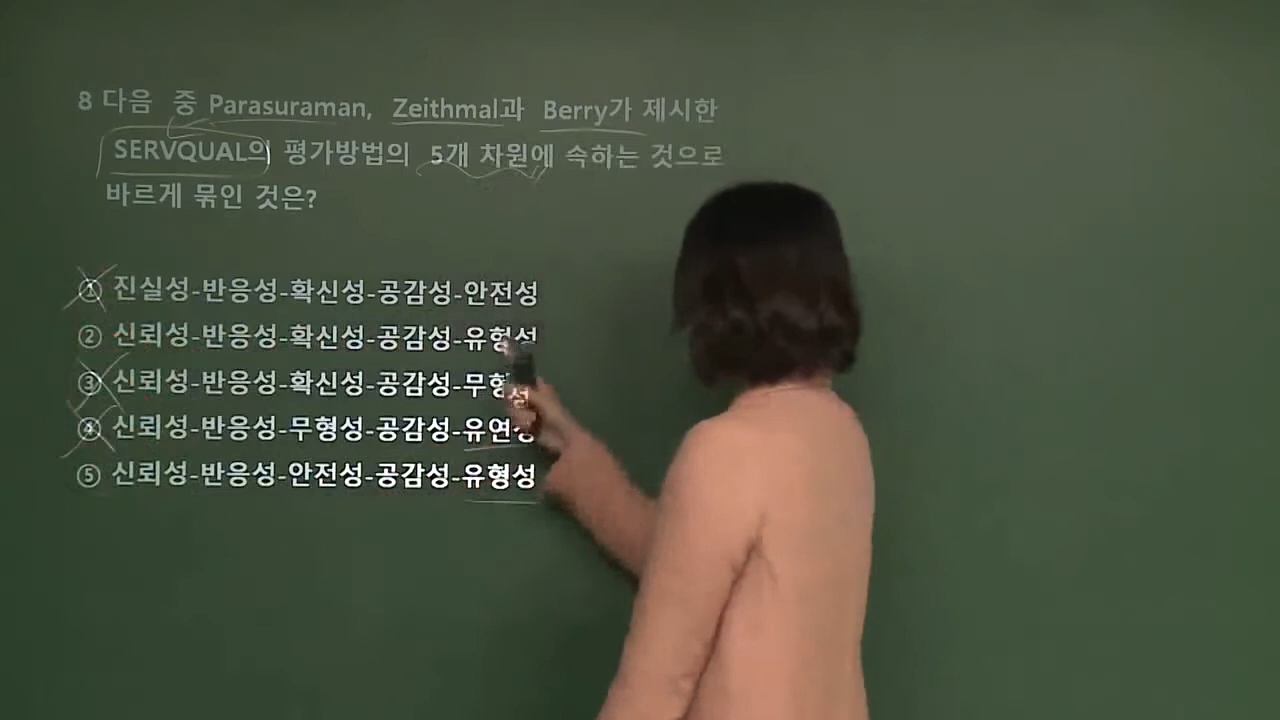 8 다음 중 Parasuraman, Zeithmal과 Berry가 제시한
SERVQUAL의 평가방법의 5개 차원에 속하는 것으로
바르게 묶인 것은?
① 진실성-반응성-확신성-공감성-안전성
② 신뢰성-반응성-확신성-공감성-유형성
③ 신뢰성-반응성-확신성-공감성-무형성
④ 신뢰성-반응성-무형성-공감성-유연성
⑤ 신뢰성-반응성-안전성-공감성-유형성